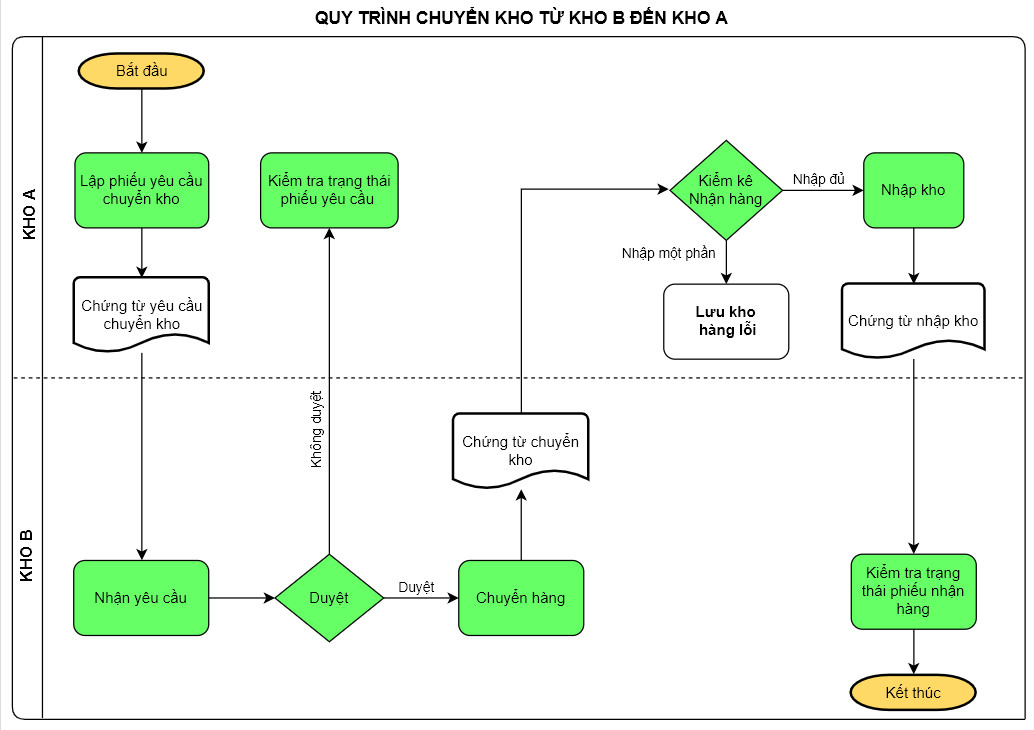 QUY TRÌNH CHUYỂN KHO TỪ KHO B ĐẾN KHO A
KHO A
Bắt đầu
Lập phiếu yêu cầu
chuyển kho
Chứng từ yêu cầu
chuyển kho
Kiểm tra trạng thái
phiếu yêu cầu
Kiểm kê
Nhận hàng
Nhập đủ
Nhập kho
Nhập một phần
Lưu kho
hàng lỗi
Chứng từ nhập kho
KHO B
Nhận yêu cầu
Duyệt
Không duyệt
Duyệt
Chuyển hàng
Chứng từ chuyển
kho
Kiểm tra trạng
thái phiếu nhận
hàng
Kết thúc